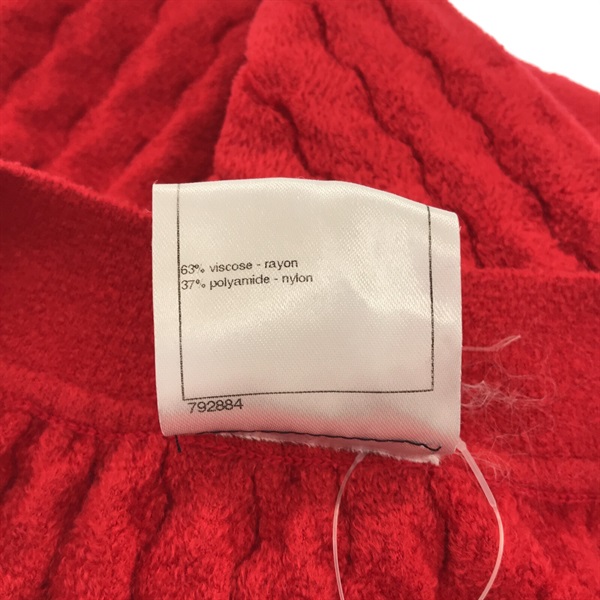 63% viscose - rayon
37% polyamide - nylon
792884